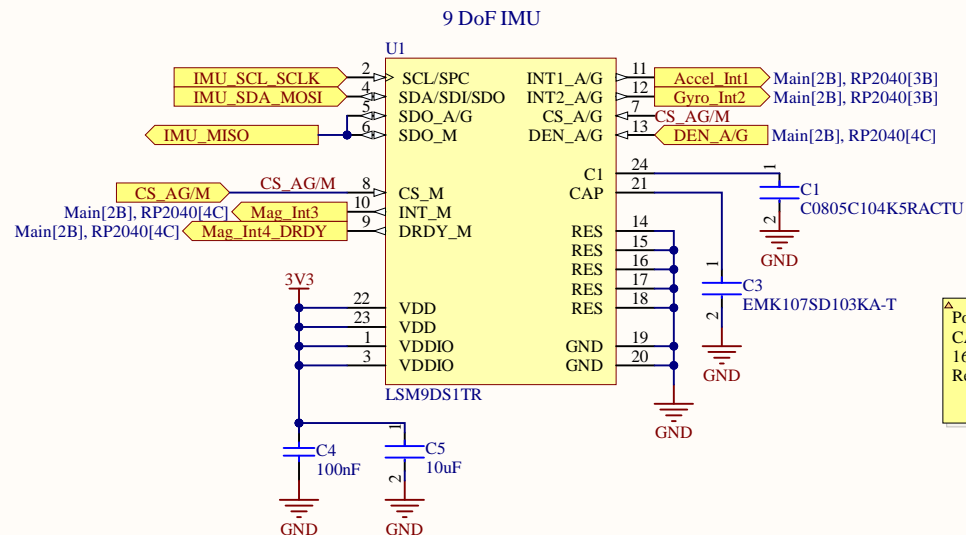 9 DoF IMU
U1
IMU_SCL_SCLK 2 SCL/SPC INT1_A/G 11 Accel_Int1 Main[2B], RP2040[3B]
IMU_SDA_MOSI 4 SDA/SDI/SDO INT2_A/G 12 Gyro_Int2 Main[2B], RP2040[3B]
5 SDO_A/G CS_A/G 7 CS_AG/M
IMU_MISO 6 SDO_M DEN_A/G 13 DEN_A/G Main[2B], RP2040[4C]
C1 24 1
CS_AG/M CS_AG/M 8 CS_M CAP 21 C1
Main[2B], RP2040[4C] Mag_Int3 10 INT_M C0805C104K5RACTU
Main[2B], RP2040[4C] Mag_Int4_DRDY 9 DRDY_M RES 14 2
RES 15 GND
RES 16 1
3V3 RES 17 C3
22 VDD RES 18 EMK107SD103KA-T
23 VDD 2
1 VDDIO GND 19
3 VDDIO GND 20 GND
LSM9DS1TR
GND
1
C4 C5
100nF 10uF
2
GND GND